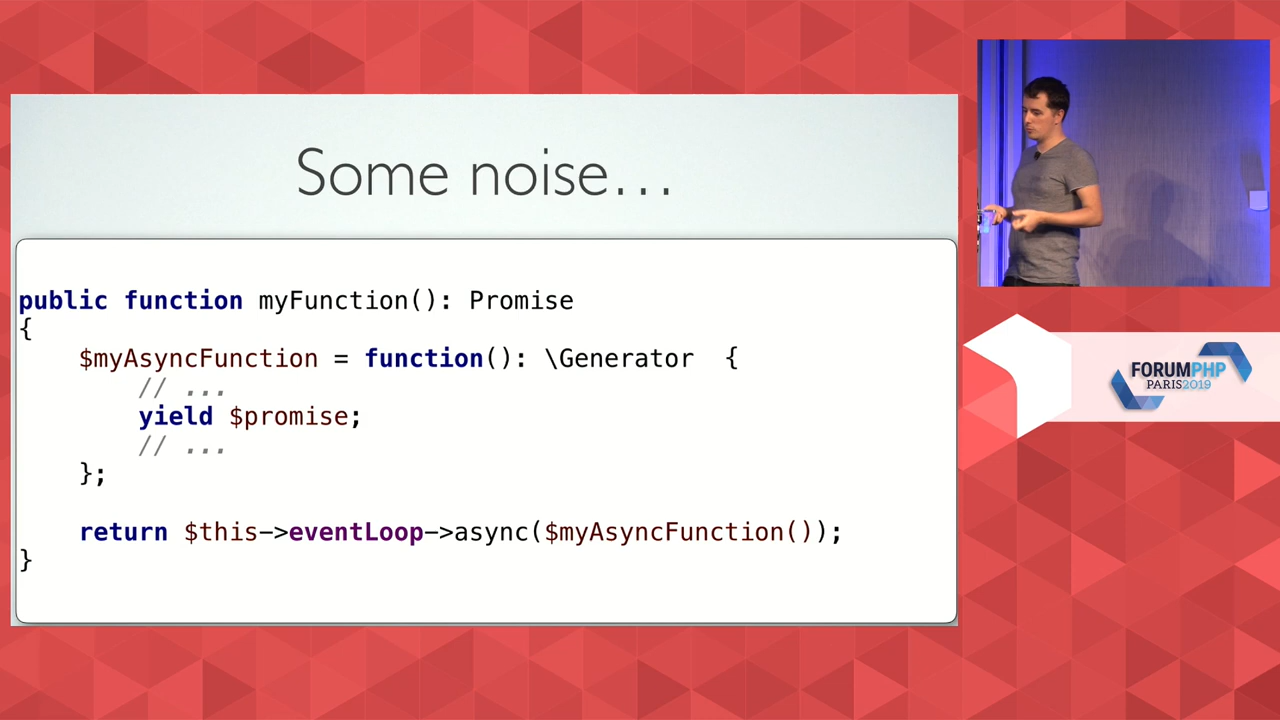 Some noise…
public function myFunction(): Promise
{
$myAsyncFunction = function(): \Generator {
// ...
yield $promise;
// ...
};
return $this->eventLoop->async($myAsyncFunction());
}
FORUMPHP
PARIS2019